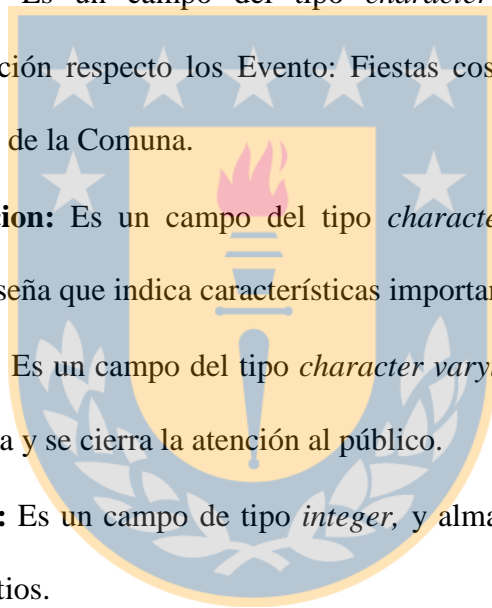 Es un campo del tipo character
ción respecto los Evento: Fiestas cos
de la Comuna.
cion: Es un campo del tipo characte
seña que indica características importan
Es un campo del tipo character vary
a y se cierra la atención al público.
: Es un campo de tipo integer, y alma
tios.